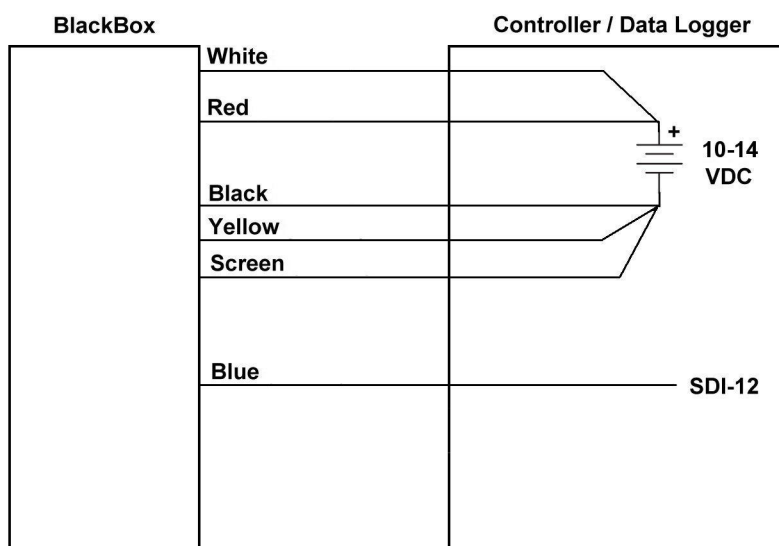 BlackBox
Controller / Data Logger
White
Red
+
10-14
VDC
Black
Yellow
Screen
Blue
SDI-12